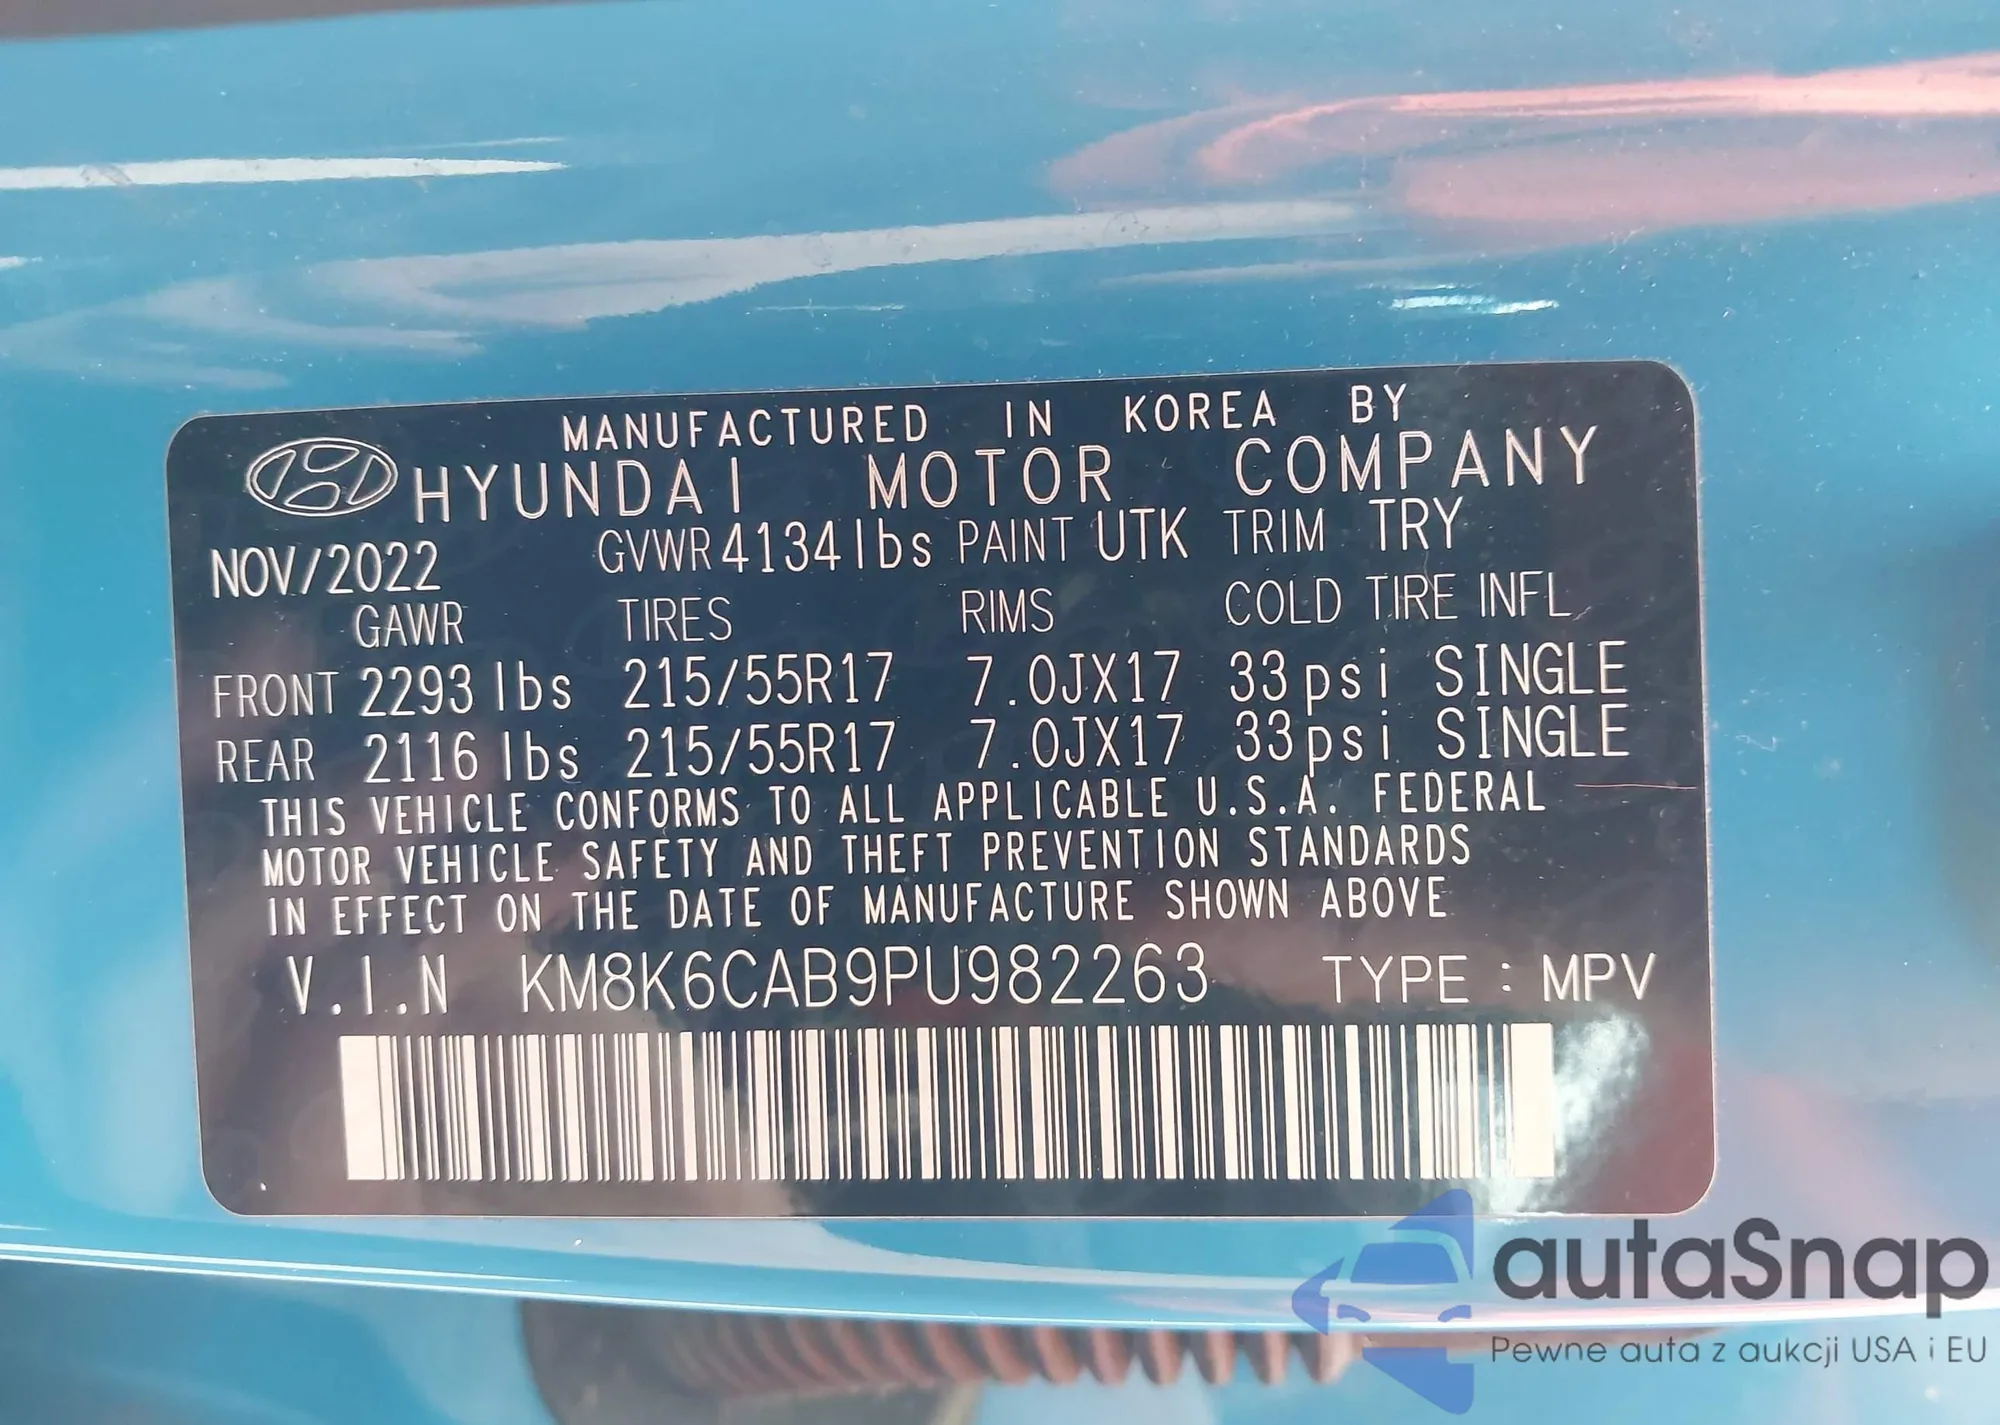 MANUFACTURED IN KOREA BY
HYUNDAI MOTOR COMPANY
NOV/2022 GVWR 4134lbs PAINT UTK TRIM TRY
GAWR TIRES RIMS COLD TIRE INFL
FRONT 2293 lbs 215/55R17 7.0JX17 33psi SINGLE
REAR 2116 lbs 215/55R17 7.0JX17 33psi SINGLE
THIS VEHICLE CONFORMS TO ALL APPLICABLE U.S.A. FEDERAL
MOTOR VEHICLE SAFETY AND THEFT PREVENTION STANDARDS
IN EFFECT ON THE DATE OF MANUFACTURE SHOWN ABOVE
V.I.N KM8K6CAB9PU982263 TYPE : MPV
autaSnap
Pewne auta z aukcji USA i EU